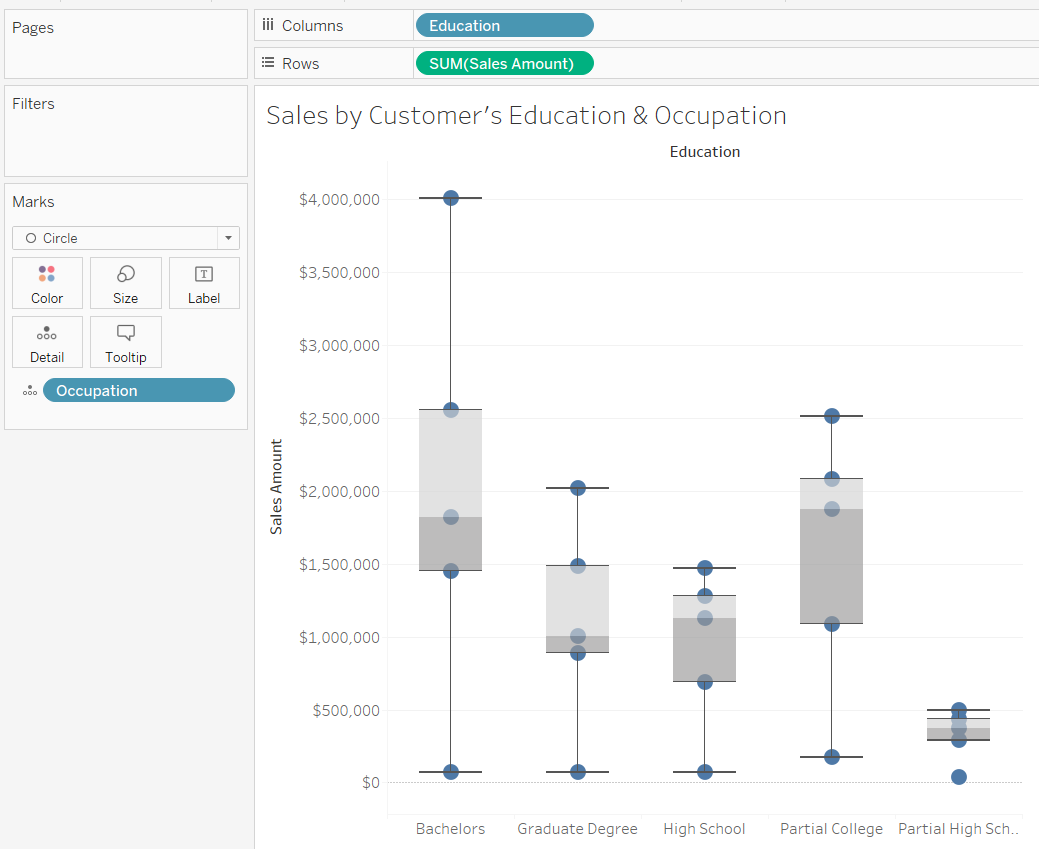 Pages
Columns
Education
Rows
SUM(Sales Amount)
Filters
Marks
Circle
Color
Size
T
Label
Detail
Tooltip
Occupation
Sales by Customer's Education & Occupation
Education
Sales Amount
$4,000,000
$3,500,000
$3,000,000
$2,500,000
$2,000,000
$1,500,000
$1,000,000
$500,000
$0
Bachelors
Graduate Degree
High School
Partial College
Partial High Sch..